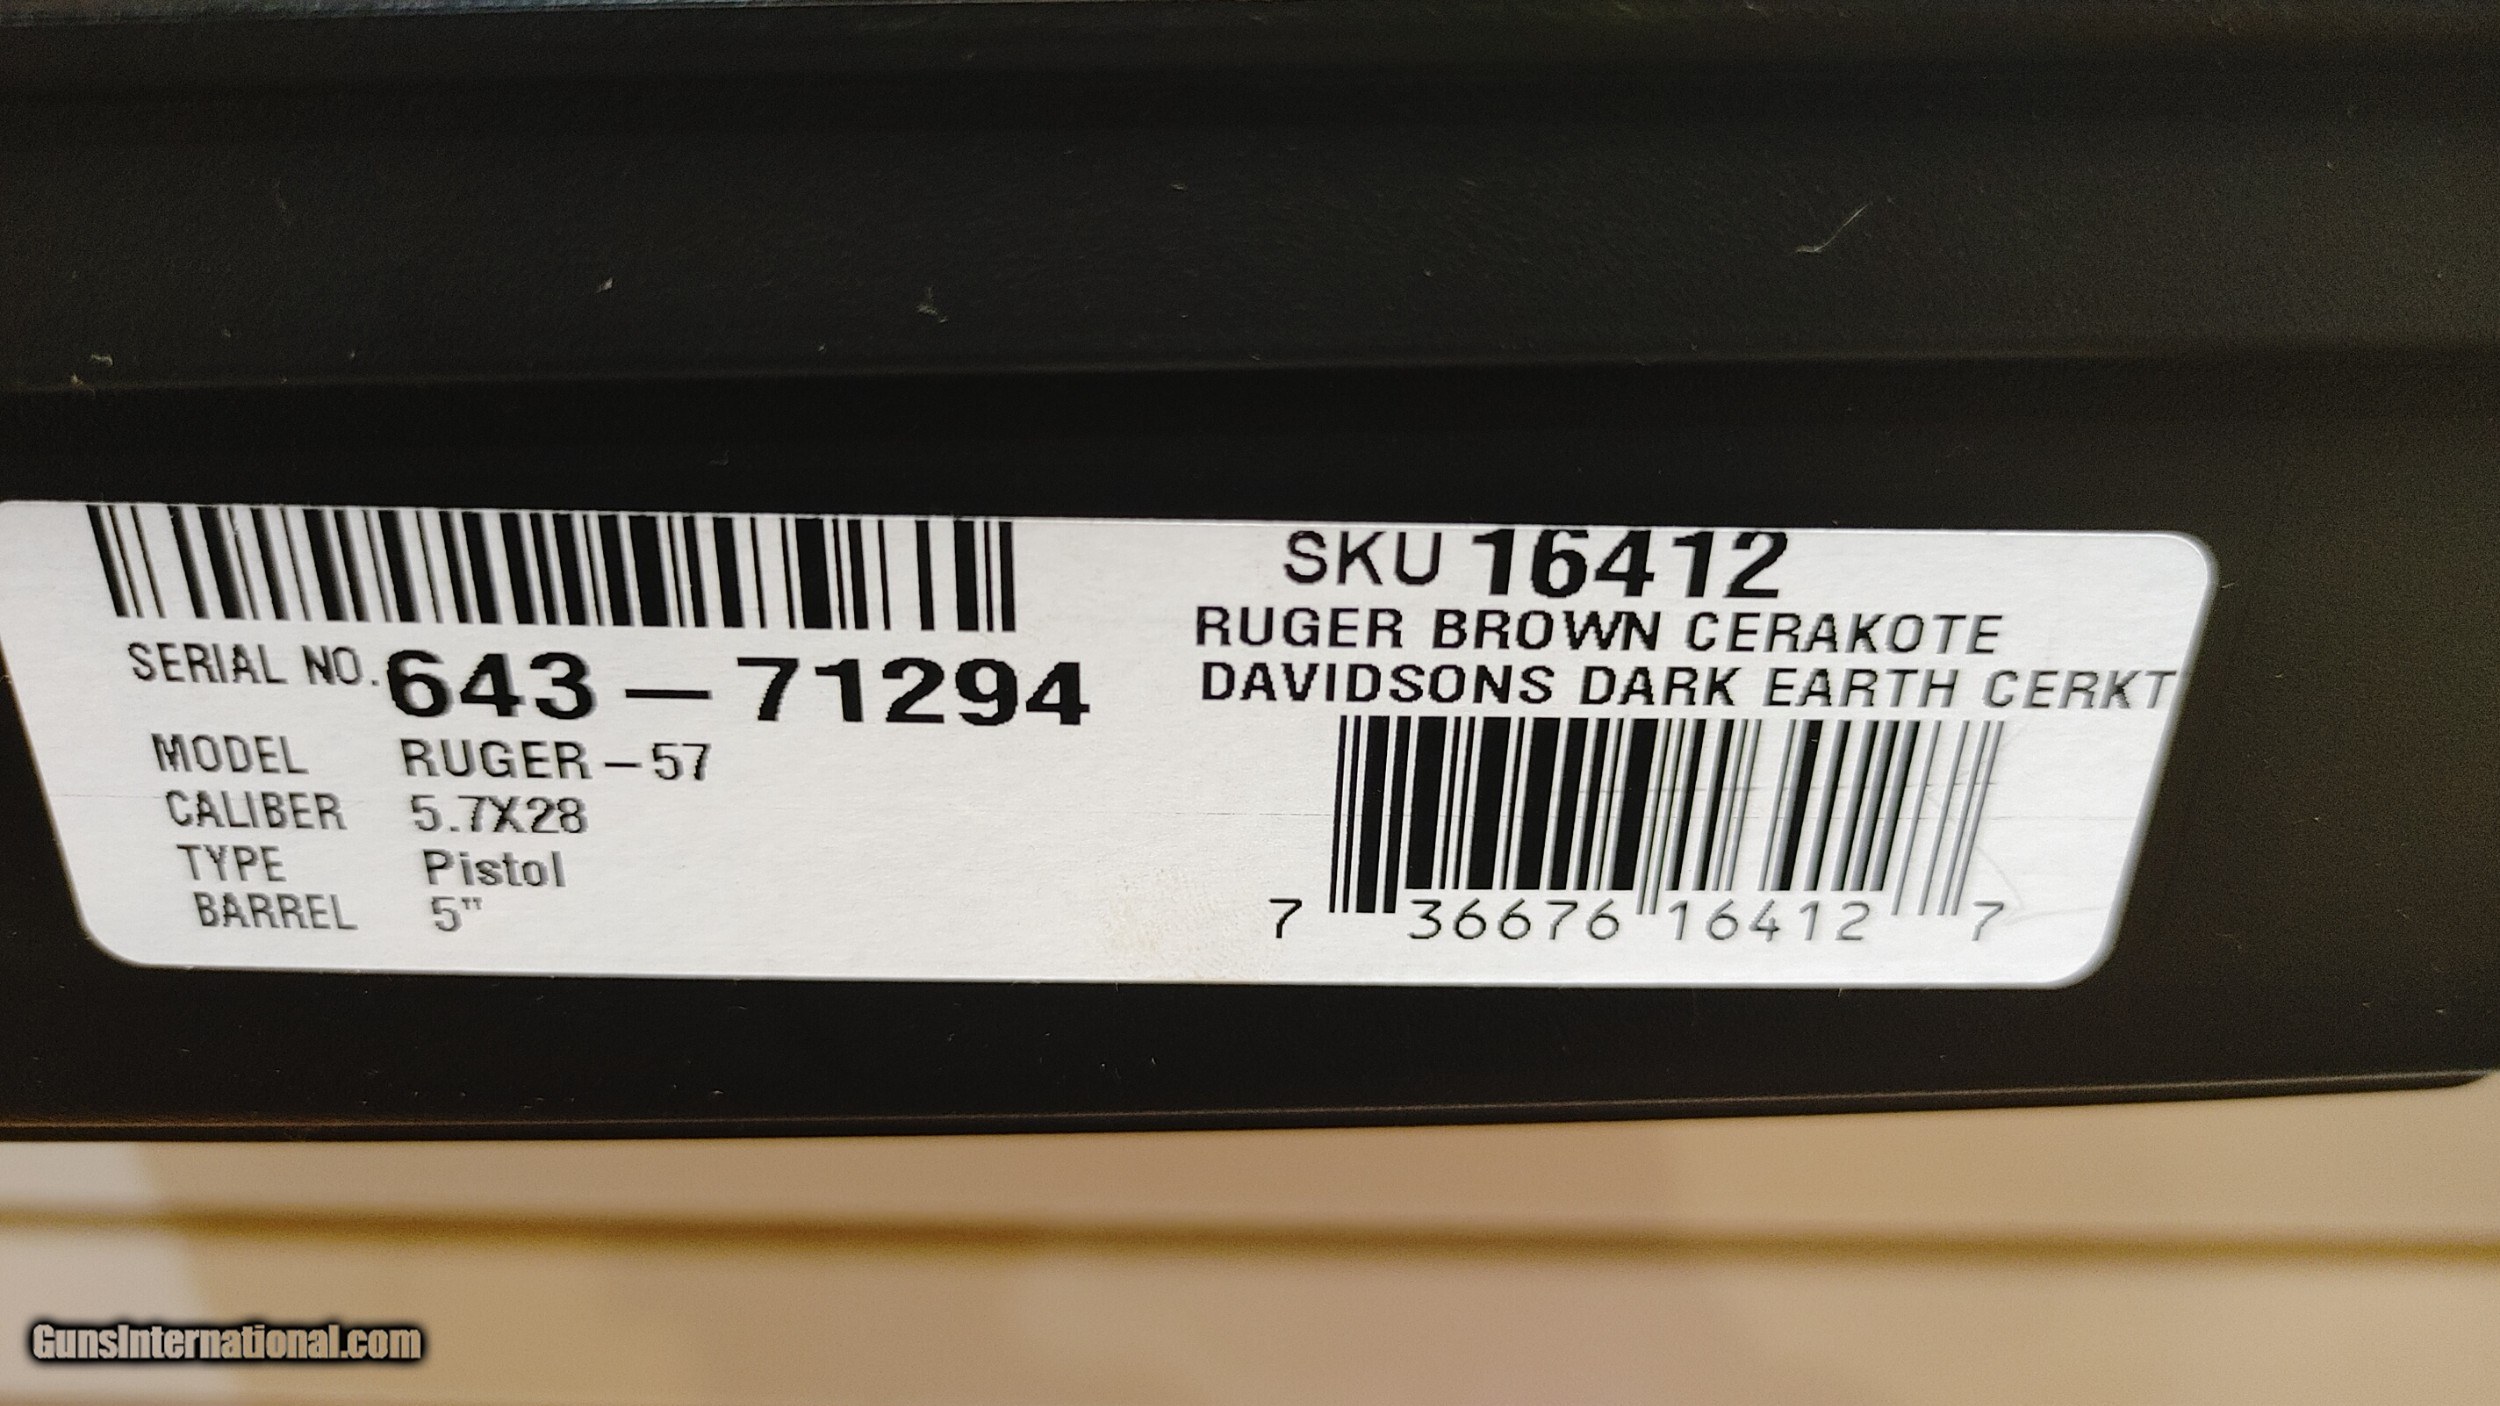 SERIAL NO. 643-71294
MODEL RUGER-57
CALIBER 5.7X28
TYPE Pistol
BARREL 5"
SKU 16412
RUGER BROWN CERAKOTE
DAVIDSONS DARK EARTH CERKT
7 36676 16412 7
GunsInternational.com